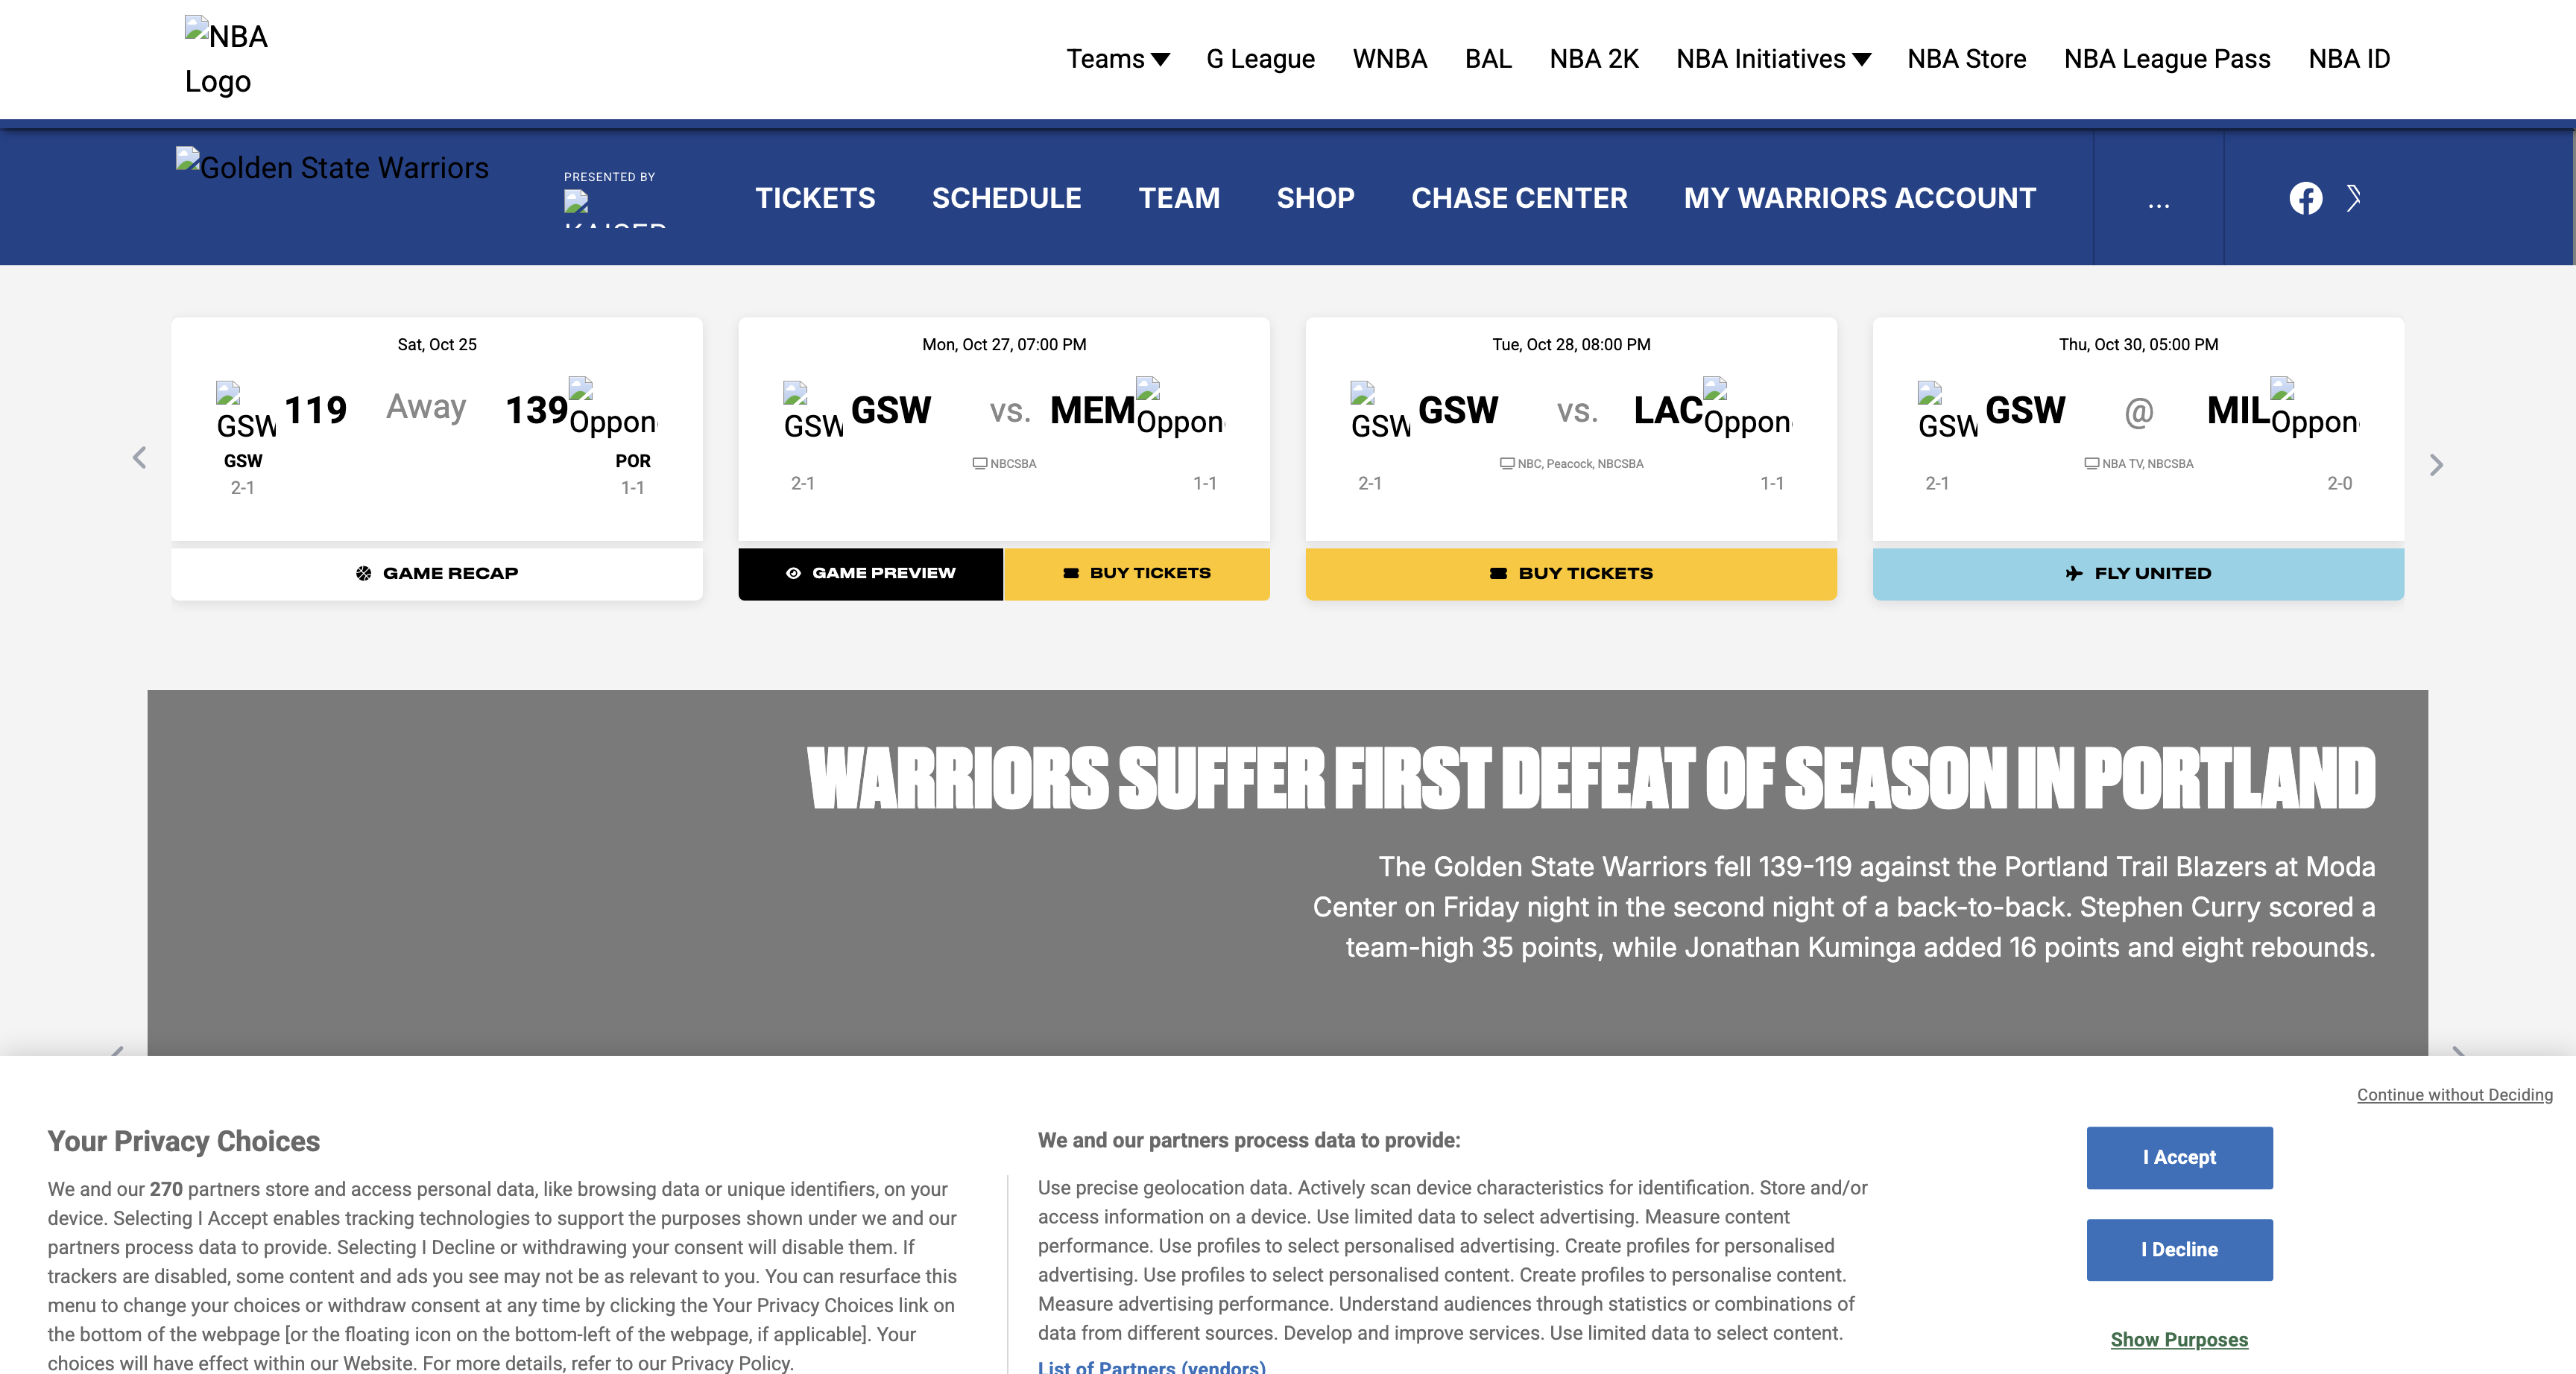 NBA
Logo
Teams G League WNBA BAL NBA 2K NBA Initiatives NBA Store NBA League Pass NBA ID
Golden State Warriors
PRESENTED BY
TICKETS SCHEDULE TEAM SHOP CHASE CENTER MY WARRIORS ACCOUNT ...
Sat, Oct 25
GSW 119 Away 139 Oppon
GSW POR
2-1 1-1
GAME RECAP
Mon, Oct 27, 07:00 PM
GSW GSW vs. MEM Oppon
NBCSBA
2-1 1-1
GAME PREVIEW BUY TICKETS
Tue, Oct 28, 08:00 PM
GSW GSW vs. LAC Oppon
NBC, Peacock, NBCSBA
2-1 1-1
BUY TICKETS
Thu, Oct 30, 05:00 PM
GSW GSW @ MIL Oppon
NBA TV, NBCSBA
2-1 2-0
FLY UNITED
WARRIORS SUFFER FIRST DEFEAT OF SEASON IN PORTLAND
The Golden State Warriors fell 139-119 against the Portland Trail Blazers at Moda
Center on Friday night in the second night of a back-to-back. Stephen Curry scored a
team-high 35 points, while Jonathan Kuminga added 16 points and eight rebounds.
Continue without Deciding
Your Privacy Choices
We and our 270 partners store and access personal data, like browsing data or unique identifiers, on your
device. Selecting I Accept enables tracking technologies to support the purposes shown under we and our
partners process data to provide. Selecting I Decline or withdrawing your consent will disable them. If
trackers are disabled, some content and ads you see may not be as relevant to you. You can resurface this
menu to change your choices or withdraw consent at any time by clicking the Your Privacy Choices link on
the bottom of the webpage [or the floating icon on the bottom-left of the webpage, if applicable]. Your
choices will have effect within our Website. For more details, refer to our Privacy Policy.
We and our partners process data to provide:
Use precise geolocation data. Actively scan device characteristics for identification. Store and/or
access information on a device. Use limited data to select advertising. Measure content
performance. Use profiles to select personalised advertising. Create profiles for personalised
advertising. Use profiles to select personalised content. Create profiles to personalise content.
Measure advertising performance. Understand audiences through statistics or combinations of
data from different sources. Develop and improve services. Use limited data to select content.
List of Partners (vendors)
I Accept
I Decline
Show Purposes